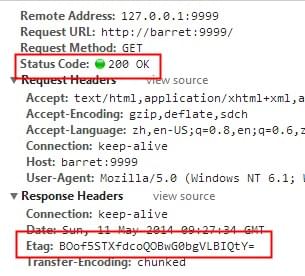 Remote Address: 127.0.0.1:9999
Request URL: http://barret:9999/
Request Method: GET
Status Code: 200 OK
Request Headers view source
Accept: text/html,application/xhtml+xml,a
Accept-Encoding: gzip,deflate,sdch
Accept-Language: zh,en-US;q=0.8,en;q=0.6,z
Connection: keep-alive
Host: barret:9999
User-Agent: Mozilla/5.0 (Windows NT 6.1; W
Response Headers view source
Connection: keep-alive
Date: Sun, 11 May 2014 09:27:34 GMT
Etag: BOof5STXfdcoQOBwG0bgVLBIQtY=
Transfer-Encoding: chunked